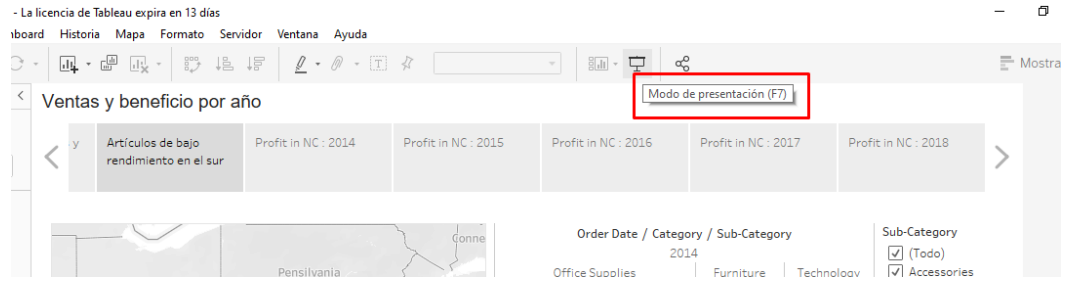 - La licencia de Tableau expira en 13 días
board Historia Mapa Formato Servidor Ventana Ayuda
Mostra
Modo de presentación (F7)
Ventas y beneficio por año
y
Artículos de bajo
rendimiento en el sur
Profit in NC : 2014
Profit in NC : 2015
Profit in NC : 2016
Profit in NC : 2017
Profit in NC : 2018
Conne
Pensilvania
Order Date / Category / Sub-Category
2014
Office Supplies Furniture Technology
Sub-Category
(Todo)
Accessories